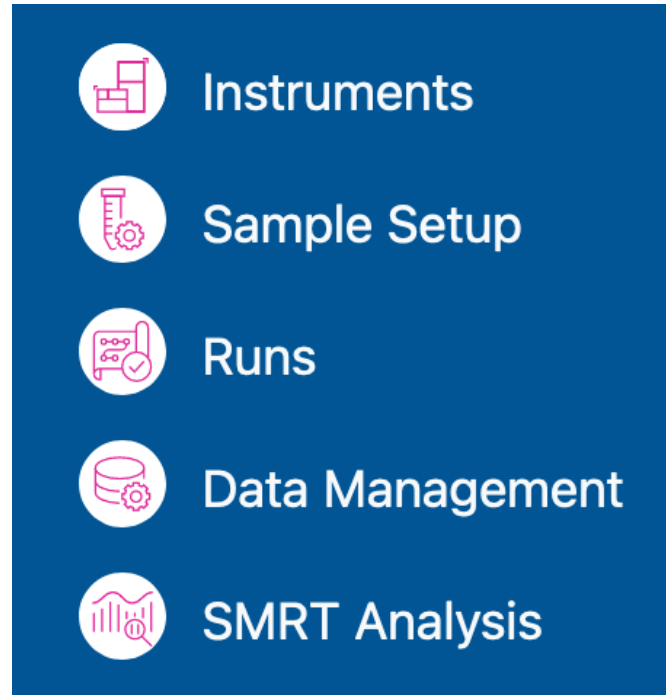 Instruments
Sample Setup
Runs
Data Management
SMRT Analysis